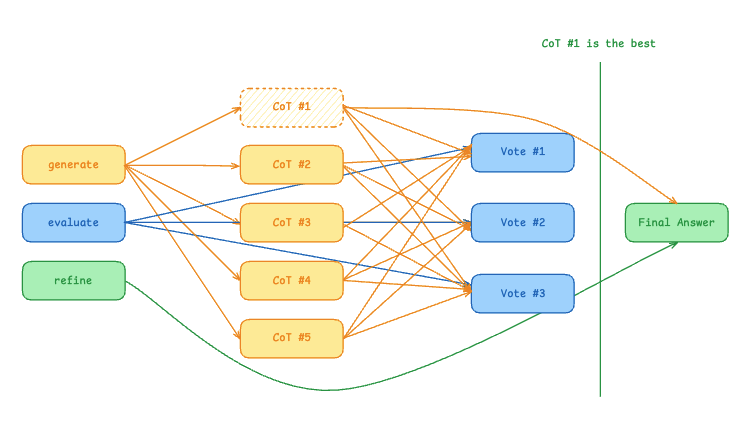 CoT #1 is the best
generate
evaluate
refine
CoT #1
CoT #2
CoT #3
CoT #4
CoT #5
Vote #1
Vote #2
Vote #3
Final Answer